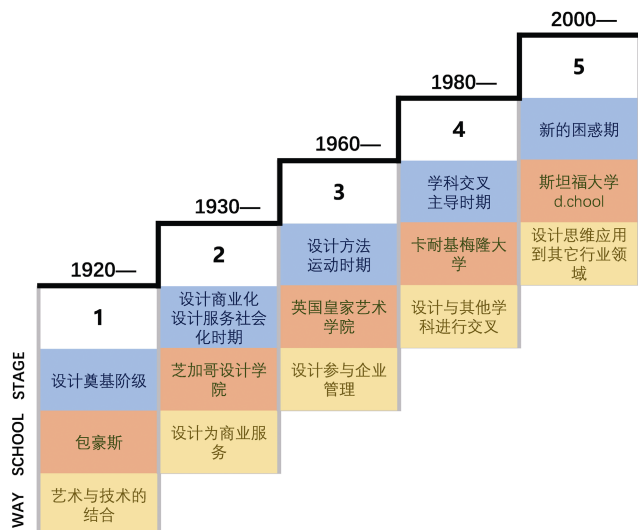 2000—
5
新的困惑期
斯坦福大学
d.chool
设计思维应用
到其它行业领
域
1980—
4
学科交叉
主导时期
卡耐基梅隆大
学
设计与其他学
科进行交叉
1960—
3
设计方法
运动时期
英国皇家艺术
学院
设计参与企业
管理
1930—
2
设计商业化
设计服务社会
化时期
芝加哥设计学
院
设计为商业服
务
1920—
1
设计奠基阶级
包豪斯
艺术与技术的
结合
STAGE
SCHOOL
WAY